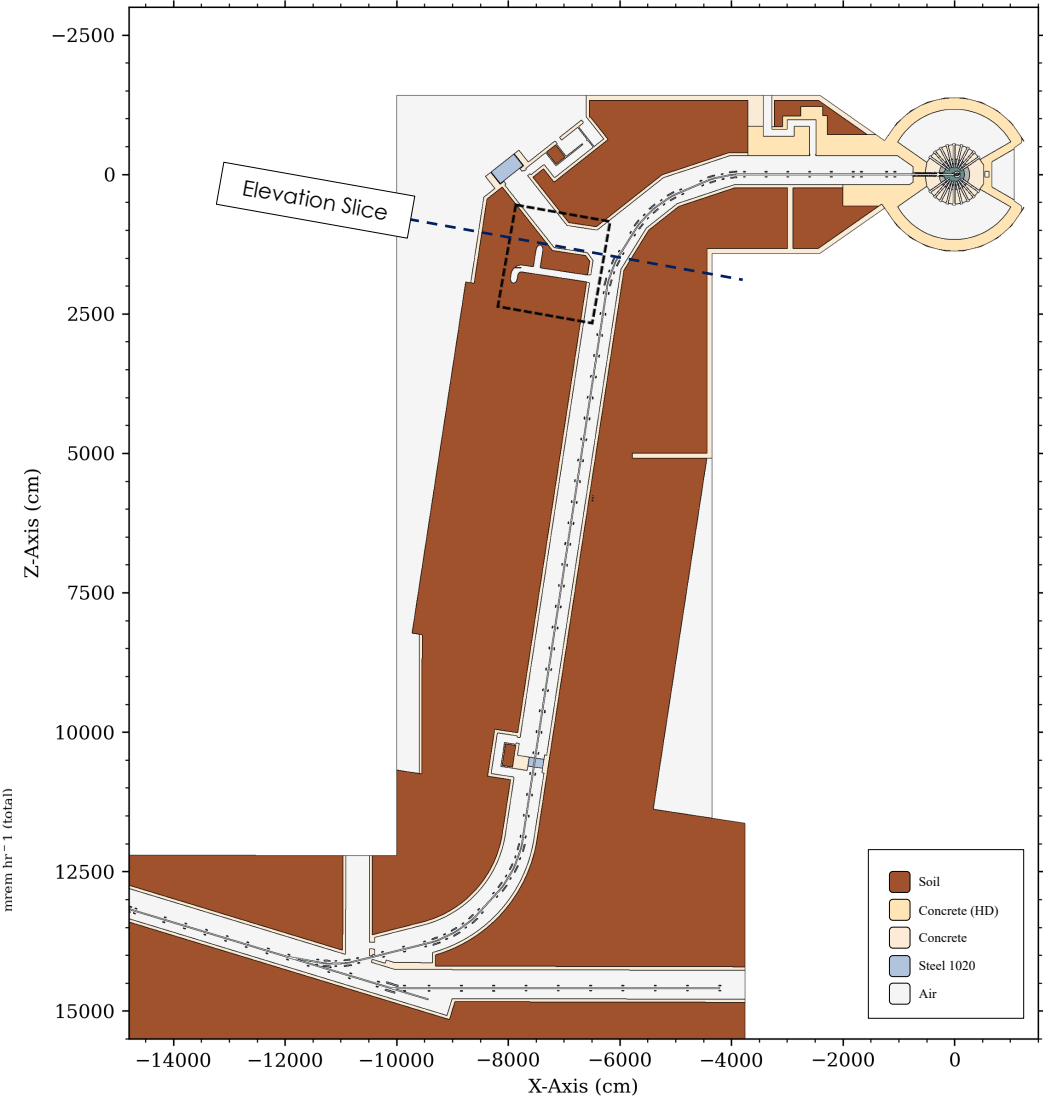 −2500
0
2500
5000
7500
10000
12500
15000
Z-Axis (cm)
mrem hr−1 (total)
Elevation Slice
Soil
Concrete (HD)
Concrete
Steel 1020
Air
−14000
−12000
−10000
−8000
−6000
−4000
−2000
0
X-Axis (cm)